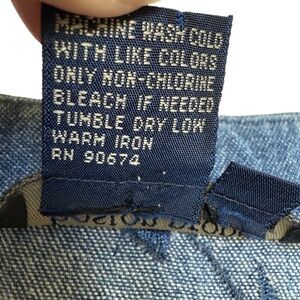 MACHINE WASH COLD
WITH LIKE COLORS
ONLY NON-CHLORINE
BLEACH IF NEEDED
TUMBLE DRY LOW
WARM IRON
RN 90674